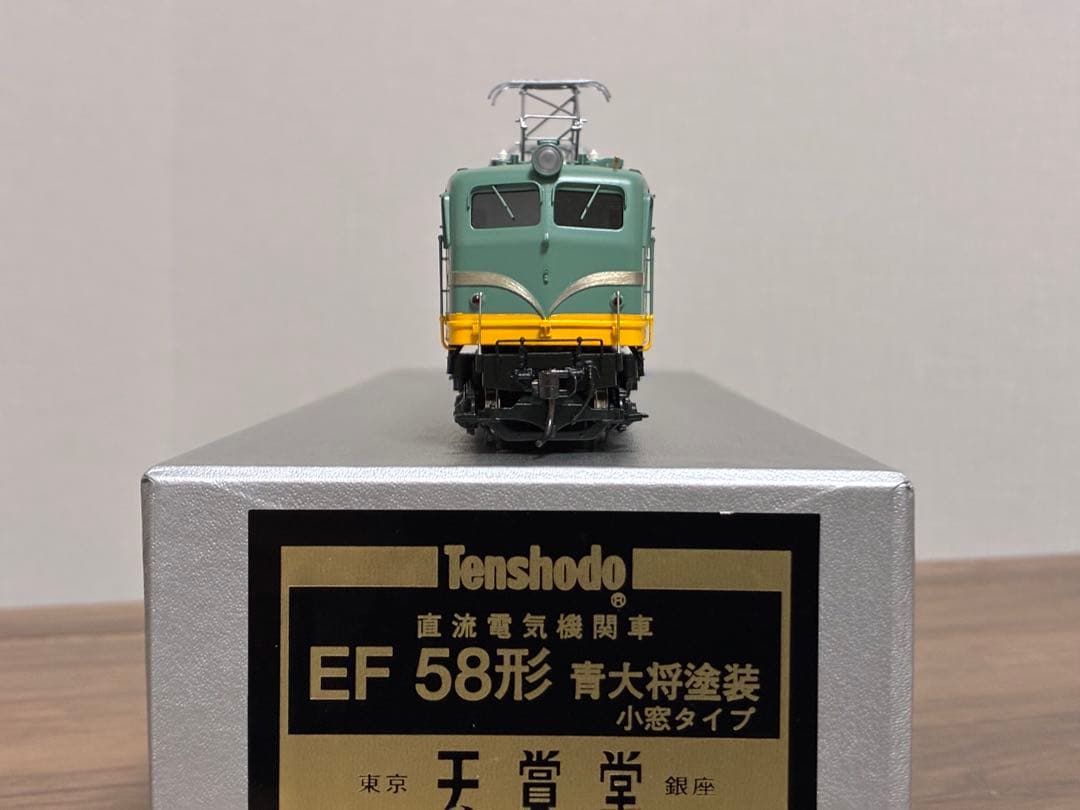 Tenshodo®
直流電気機関車
EF 58形 青大将塗装
小窓タイプ
東京 天賞堂 銀座